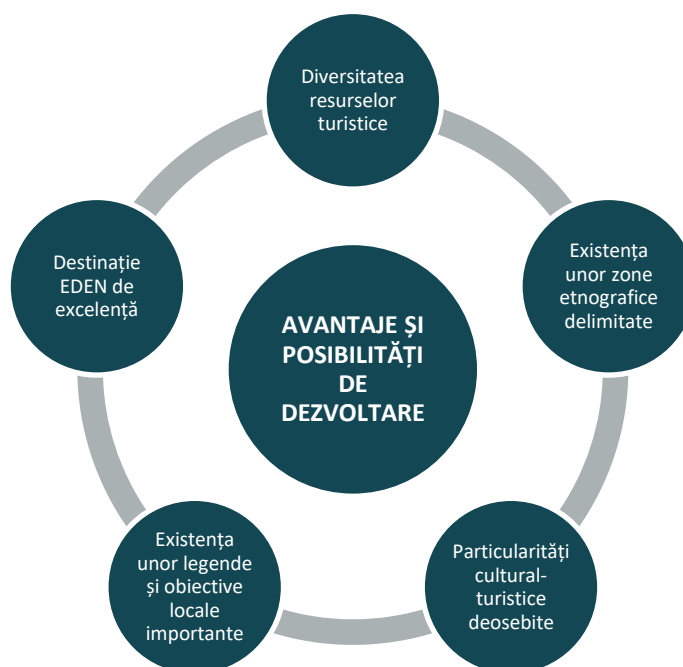 Diversitatea
resurselor
turistice
Existența
unor zone
etnografice
delimitate
Particularități
cultural-
turistice
deosebite
Existența
unor legende
și obiective
locale
importante
Destinație
EDEN de
excelență
AVANTAJE ȘI
POSIBILITĂȚI
DE
DEZVOLTARE